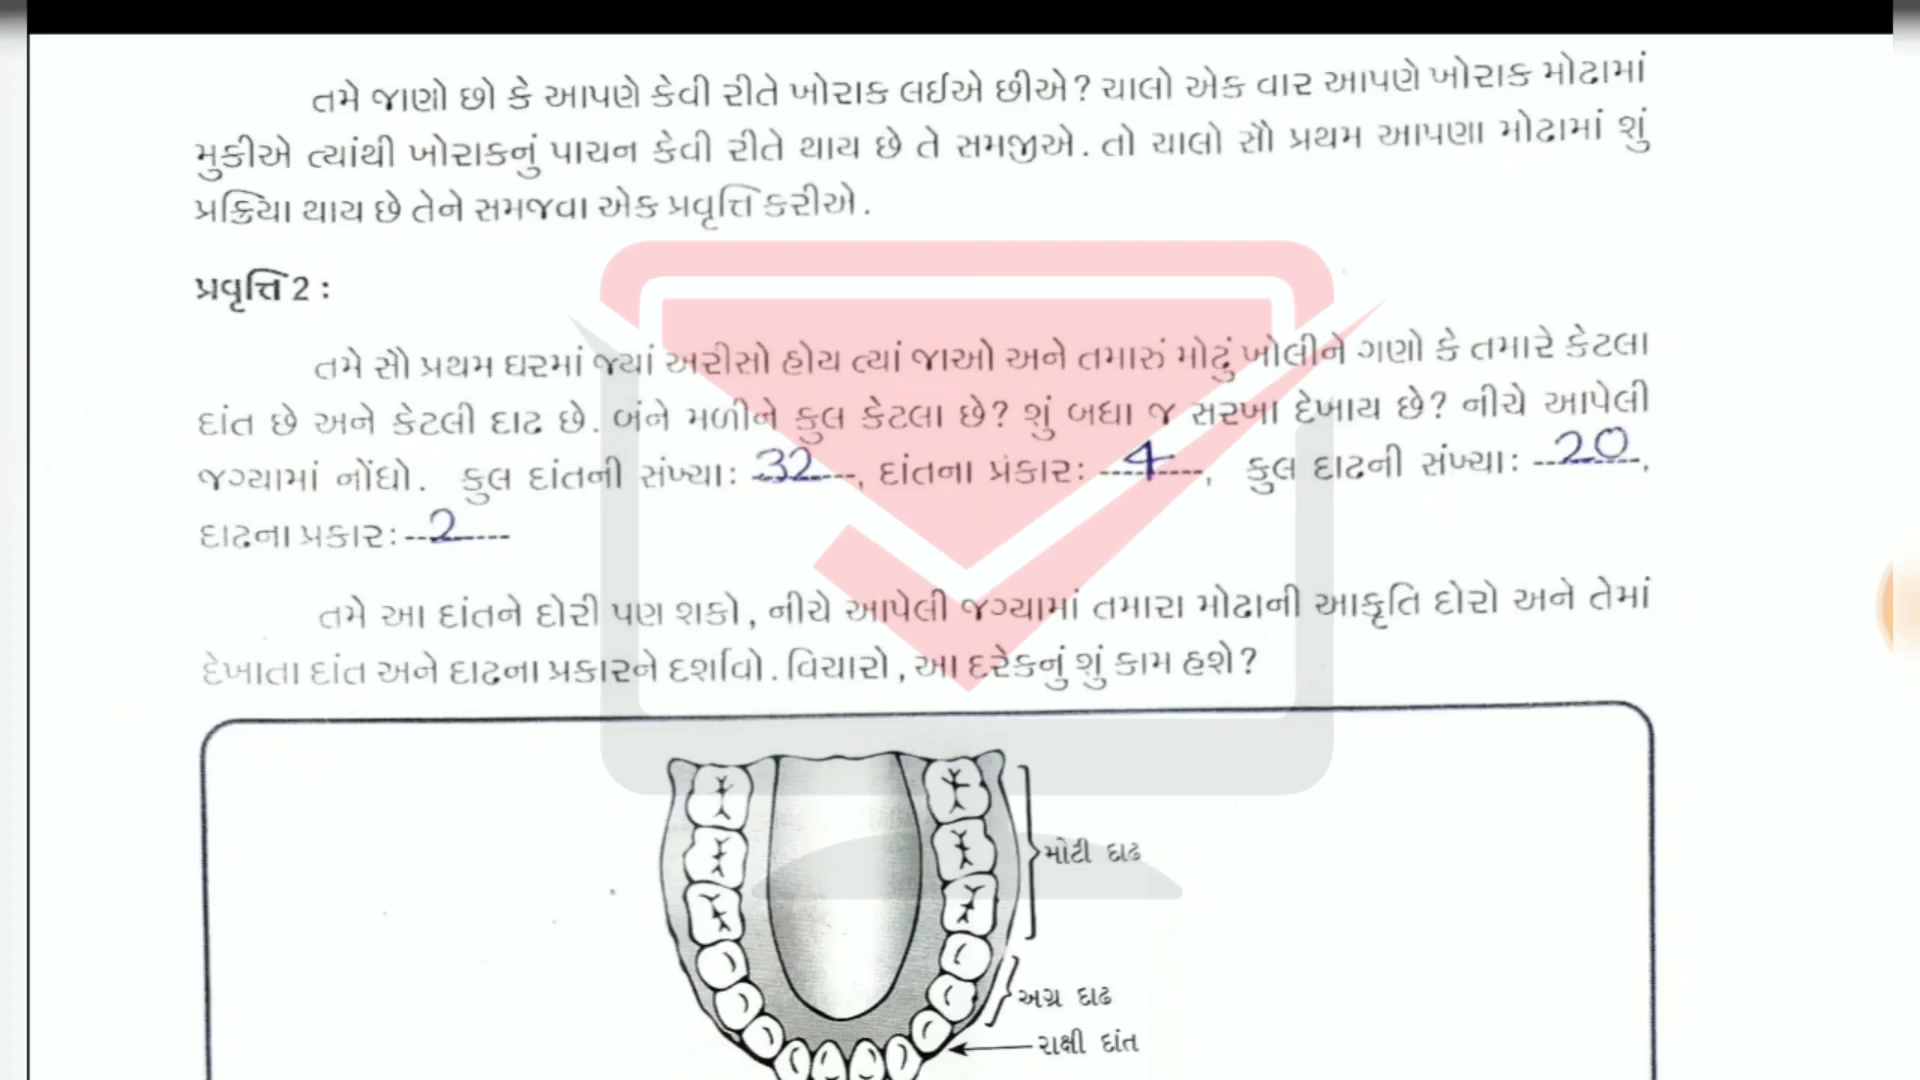 તમે જાણો છો કે આપણે કેવી રીતે ખોરાક લઈએ છીએ? ચાલો એક વાર આપણે ખોરાક મોઢામાં
મુકીએ ત્યાંથી ખોરાકનું પાચન કેવી રીતે થાય છે તે સમજીએ. તો ચાલો સૌ પ્રથમ આપણા મોઢામાં શું
પ્રક્રિયા થાય છે તેને સમજવા એક પ્રવૃત્તિ કરીએ.
પ્રવૃત્તિ 2 :
તમે સૌ પ્રથમ ઘરમાં જ્યાં અરીસો હોય ત્યાં જાઓ અને તમારું મોઢું ખોલીને ગણો કે તમારે કેટલા
દાંત છે અને કેટલી દાઢ છે. બંને મળીને કુલ કેટલા છે? શું બધા જ સરખા દેખાય છે? નીચે આપેલી
જગ્યામાં નોંધો. કુલ દાંતની સંખ્યા: 32, દાંતના પ્રકાર: 4, કુલ દાઢની સંખ્યા: 20,
દાઢના પ્રકાર: 2
તમે આ દાંતને દોરી પણ શકો, નીચે આપેલી જગ્યામાં તમારા મોઢાની આકૃતિ દોરો અને તેમાં
દેખાતા દાંત અને દાઢના પ્રકારને દર્શાવો. વિચારો, આ દરેકનું શું કામ હશે?
મોટી દાઢ
અગ્ર દાઢ
રાક્ષી દાંત